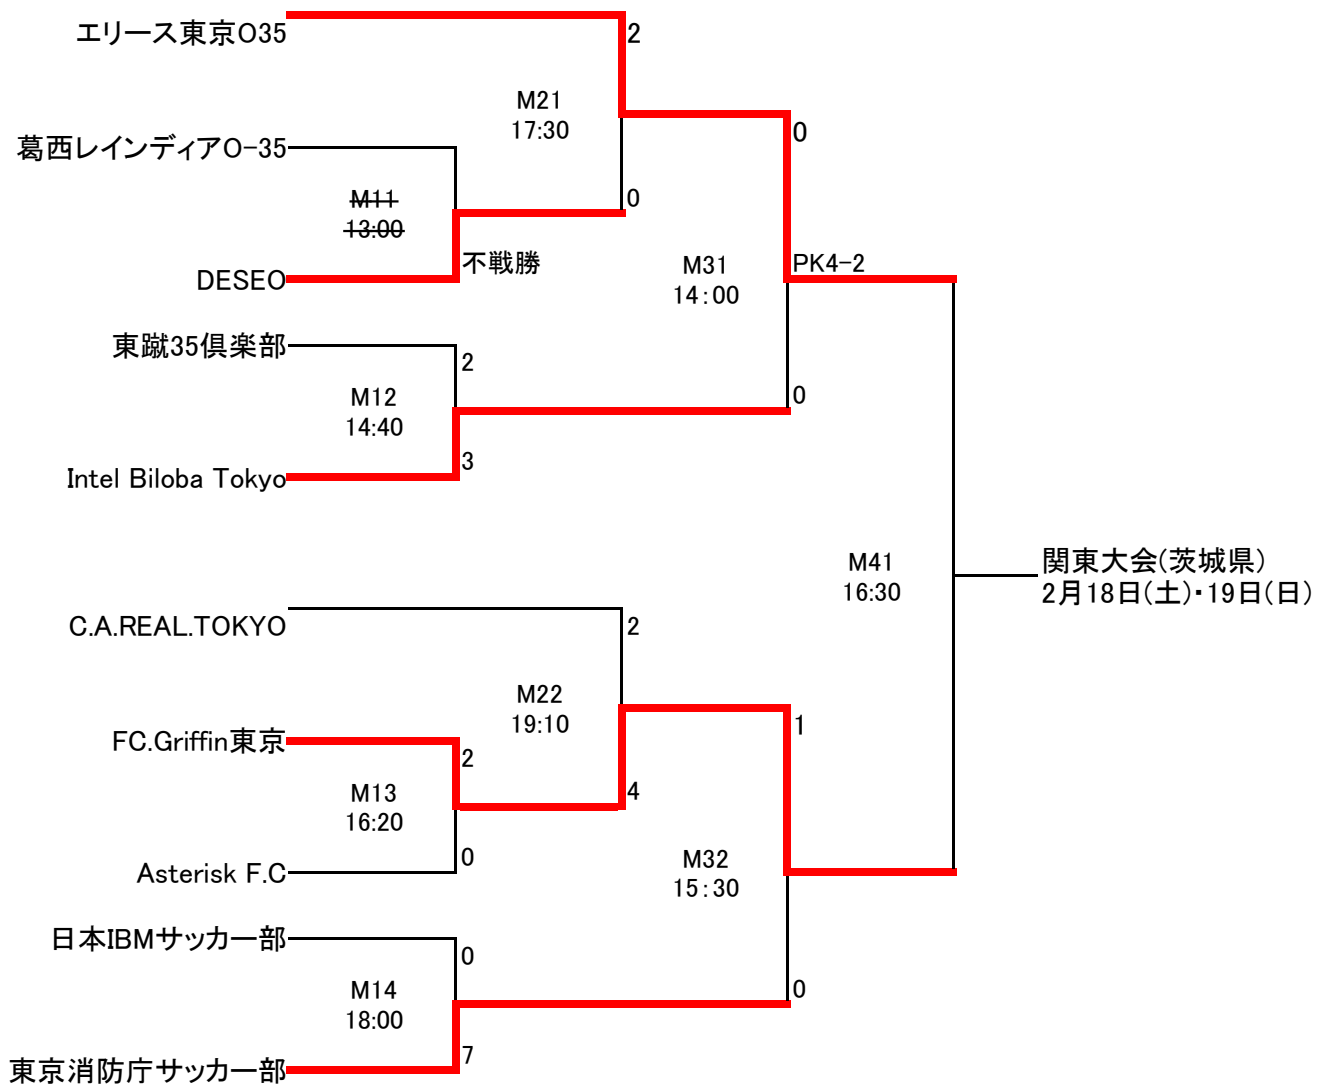 エリース東京O35
2
M21
17:30
0
葛西レインディアO-35
M11
13:00
0
不戦勝
DESEO
M31
14:00
PK4-2
東蹴35倶楽部
2
M12
14:40
0
3
Intel Biloba Tokyo
M41
16:30
関東大会(茨城県)
2月18日(土)・19日(日)
C.A.REAL.TOKYO
2
M22
19:10
1
FC.Griffin東京
2
M13
16:20
4
0
Asterisk F.C
M32
15:30
日本IBMサッカー部
0
M14
18:00
0
7
東京消防庁サッカー部